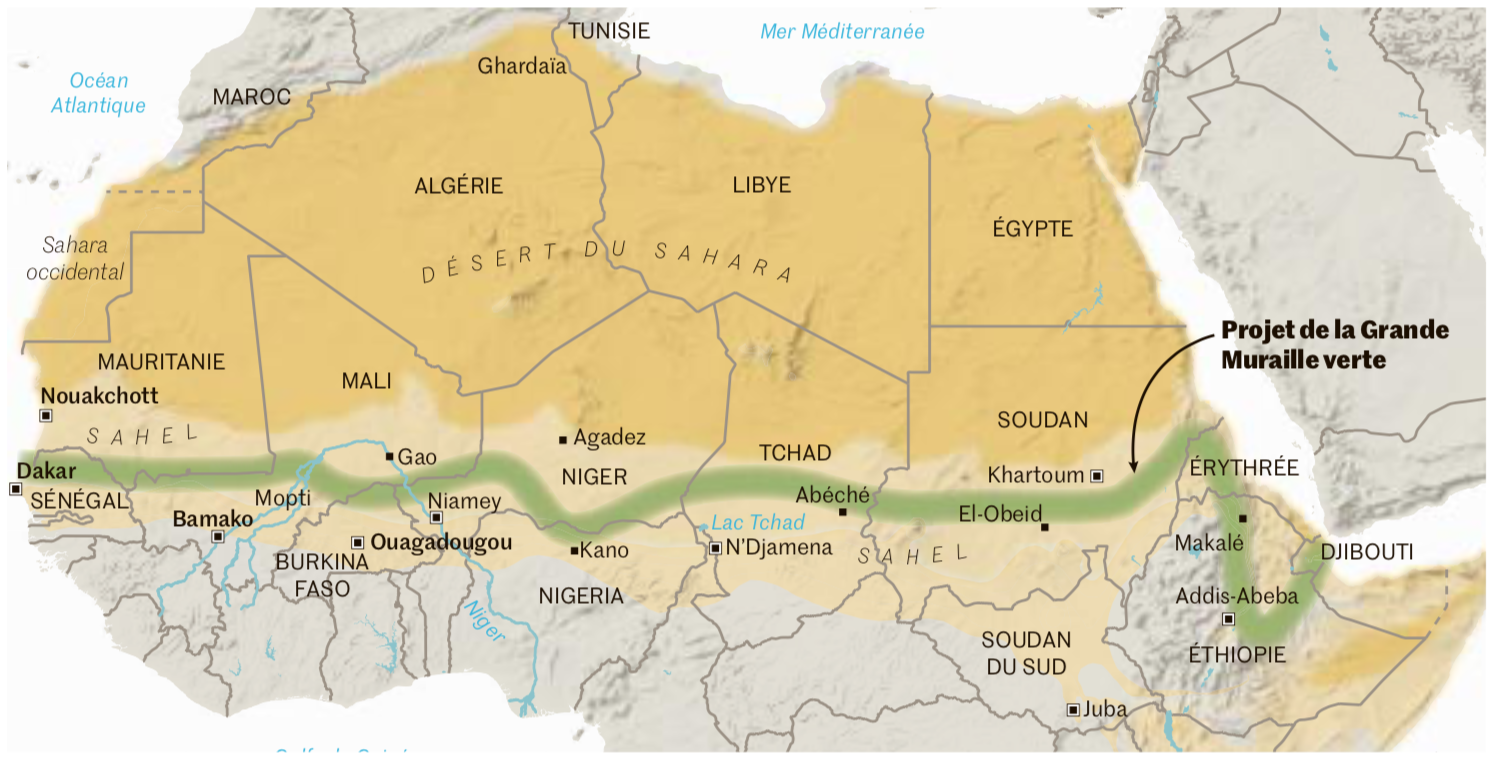 TUNISIE
Mer Méditerranée
Ghardaïa
Océan
Atlantique
MAROC
ALGÉRIE
LIBYE
ÉGYPTE
Sahara
occidental
DÉSERT DU SAHARA
Projet de la Grande
Muraille verte
MAURITANIE
MALI
Nouakchott
SAHEL
SOUDAN
Agadez
TCHAD
Gao
NIGER
Khartoum
ÉRYTHRÉE
Dakar
SÉNÉGAL
Mopti
Niamey
Abéché
El-Obeid
Bamako
Lac Tchad
Ouagadougou
Kano
N'Djamena
SAHEL
Makalé
DJIBOUTI
BURKINA
FASO
NIGERIA
Addis-Abeba
Niger
SOUDAN
DU SUD
ÉTHIOPIE
Juba